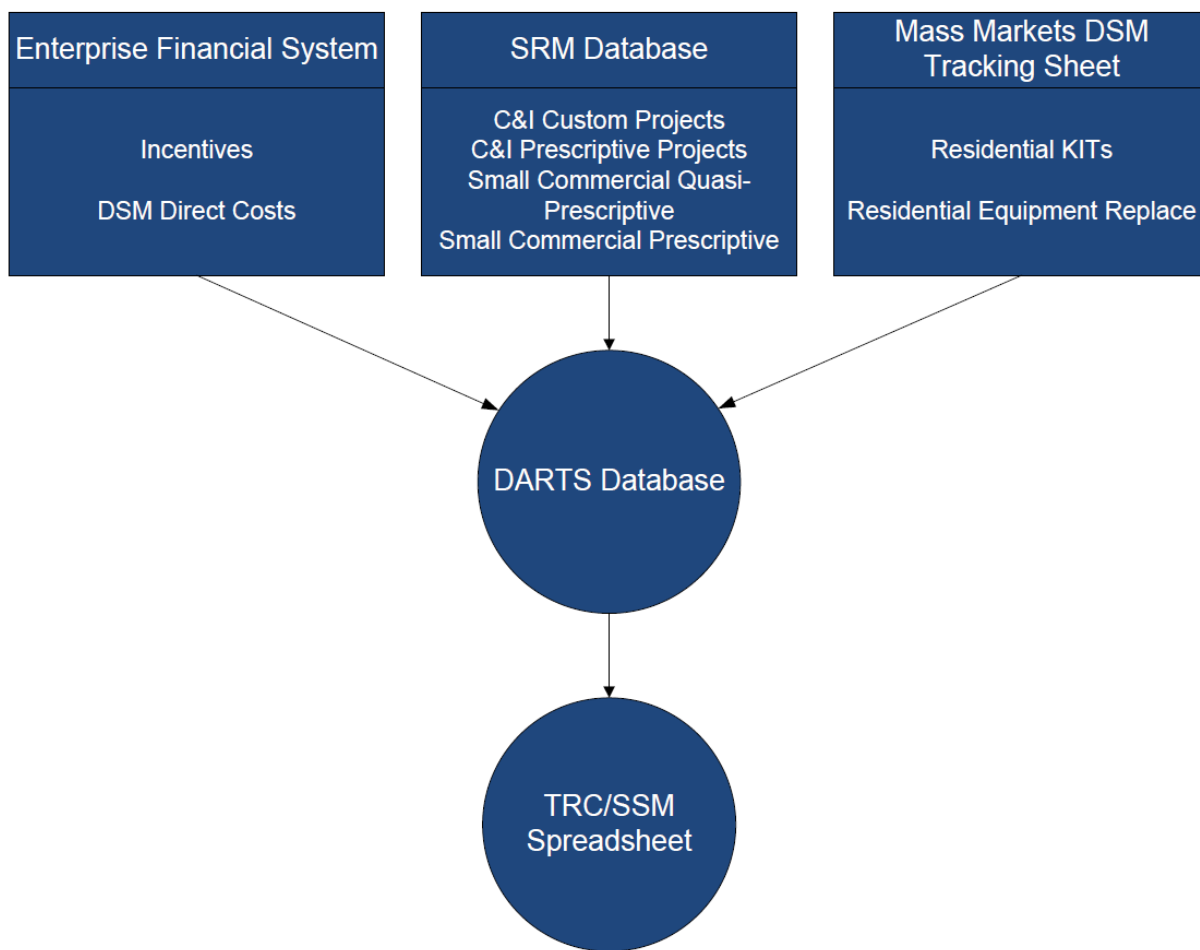 Enterprise Financial System
Incentives
DSM Direct Costs
SRM Database
C&I Custom Projects
C&I Prescriptive Projects
Small Commercial Quasi-
Prescriptive
Small Commercial Prescriptive
Mass Markets DSM
Tracking Sheet
Residential KITs
Residential Equipment Replace
DARTS Database
TRC/SSM
Spreadsheet